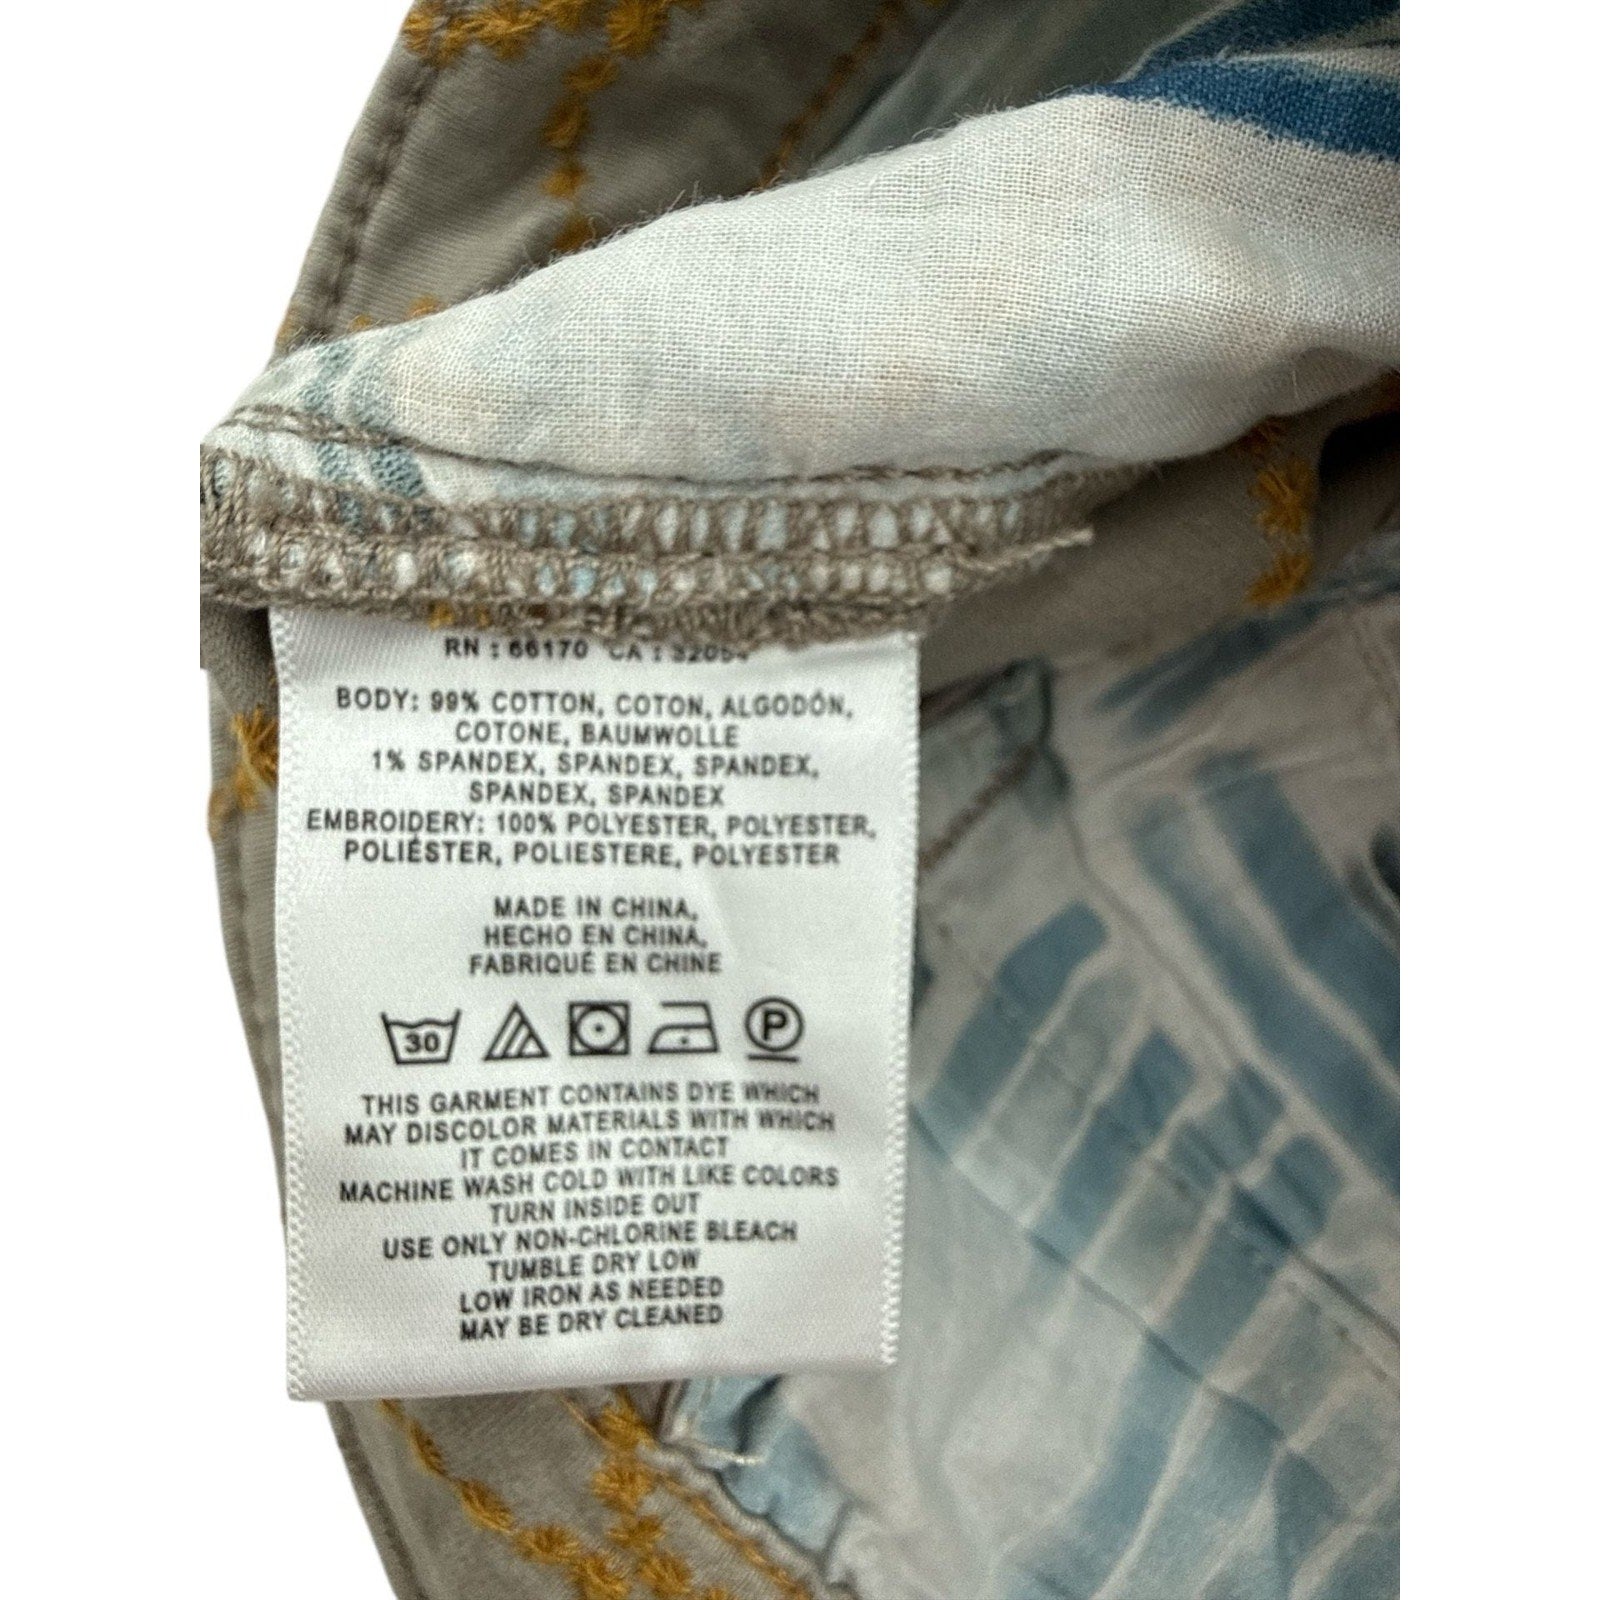 RN : 66170 CA : 32054
BODY: 99% COTTON, COTON, ALGODÓN,
COTONE, BAUMWOLLE
1% SPANDEX, SPANDEX, SPANDEX,
SPANDEX, SPANDEX
EMBROIDERY: 100% POLYESTER, POLYESTER,
POLIÉSTER, POLIESTERE, POLYESTER
MADE IN CHINA,
HECHO EN CHINA,
FABRIQUÉ EN CHINE
30 P
THIS GARMENT CONTAINS DYE WHICH
MAY DISCOLOR MATERIALS WITH WHICH
IT COMES IN CONTACT
MACHINE WASH COLD WITH LIKE COLORS
TURN INSIDE OUT
USE ONLY NON-CHLORINE BLEACH
TUMBLE DRY LOW
LOW IRON AS NEEDED
MAY BE DRY CLEANED